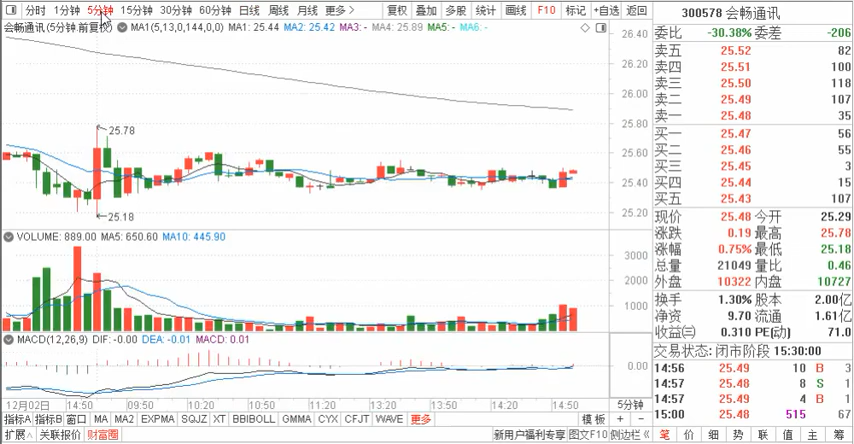 分时 1分钟 5分钟 15分钟 30分钟 60分钟 日线 周线 月线 更多 > 复权 叠加 多股 统计 画线 F10 标记 +自选 返回
会畅通讯(5分钟 前复权) MA1(5,13,0,144,0,0) MA1: 25.44 MA2: 25.42 MA3: - MA4: 25.89 MA5: - MA6: -
26.40
26.20
26.00
25.80
25.60
25.40
25.20
25.78
25.18
VOLUME: 889.00 MA5: 650.60 MA10: 445.90
3000
2000
1000
MACD(12,26,9) DIF: -0.00 DEA: -0.01 MACD: 0.01
0.00
12月02日 14:50 09:50 10:20 10:50 11:20 13:20 13:50 14:20 14:50 5分钟
指标A 指标B 窗口 MA MA2 EXPMA SQJZ XT BBIBOLL GMMA CYX CFJT WAVE 更多 模板 + -
扩展∧ 关联报价 财富圈 新用户福利专享 图文F10 侧边栏<
300578 会畅通讯
委比 -30.38% 委差 -206
卖五 25.52 82
卖四 25.51 100
卖三 25.50 118
卖二 25.49 107
卖一 25.48 35
买一 25.47 56
买二 25.46 55
买三 25.45 3
买四 25.44 15
买五 25.43 107
现价 25.48 今开 25.29
涨跌 0.19 最高 25.78
涨幅 0.75% 最低 25.18
总量 21049 量比 0.46
外盘 10322 内盘 10727
换手 1.30% 股本 2.00亿
净资 9.70 流通 1.61亿
收益㈢ 0.310 PE(动) 71.0
交易状态: 闭市阶段 15:30:00
14:56 25.49 10 B 3
14:57 25.48 8 S 1
14:57 25.49 4 B 1
15:00 25.48 515 67
笔 价 细 势 联 值 主 筹